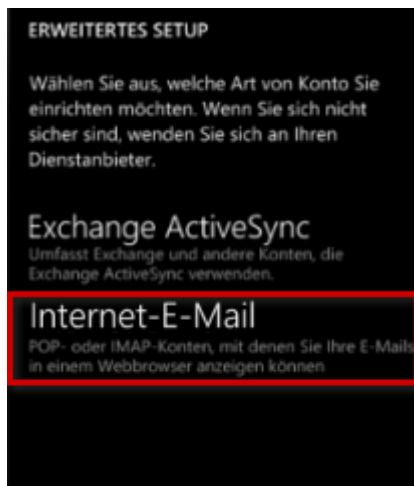 ERWEITERTES SETUP
Wählen Sie aus, welche Art von Konto Sie
einrichten möchten. Wenn Sie sich nicht
sicher sind, wenden Sie sich an Ihren
Dienstanbieter.
Exchange ActiveSync
Umfasst Exchange und andere Konten, die
Exchange ActiveSync verwenden.
Internet-E-Mail
POP- oder IMAP-Konten, mit denen Sie Ihre E-Mails
in einem Webbrowser anzeigen können